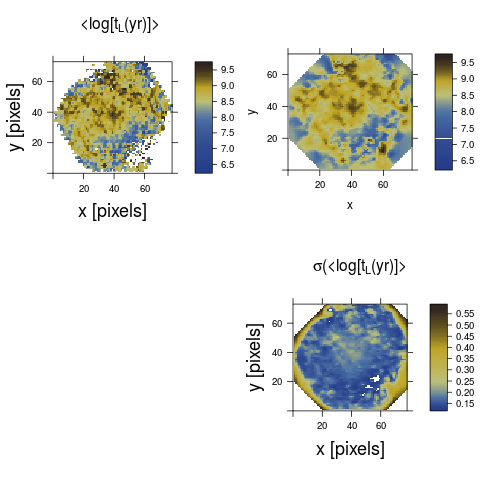 <log[t_L(yr)]>
9.5
9.0
8.5
8.0
7.5
7.0
6.5
60
40
20
y [pixels]
20 40 60
x [pixels]
9.5
9.0
8.5
8.0
7.5
7.0
6.5
60
40
20
y
20 40 60
x
σ(<log[t_L(yr)]>
0.55
0.50
0.45
0.40
0.35
0.30
0.25
0.20
0.15
60
40
20
y [pixels]
20 40 60
x [pixels]